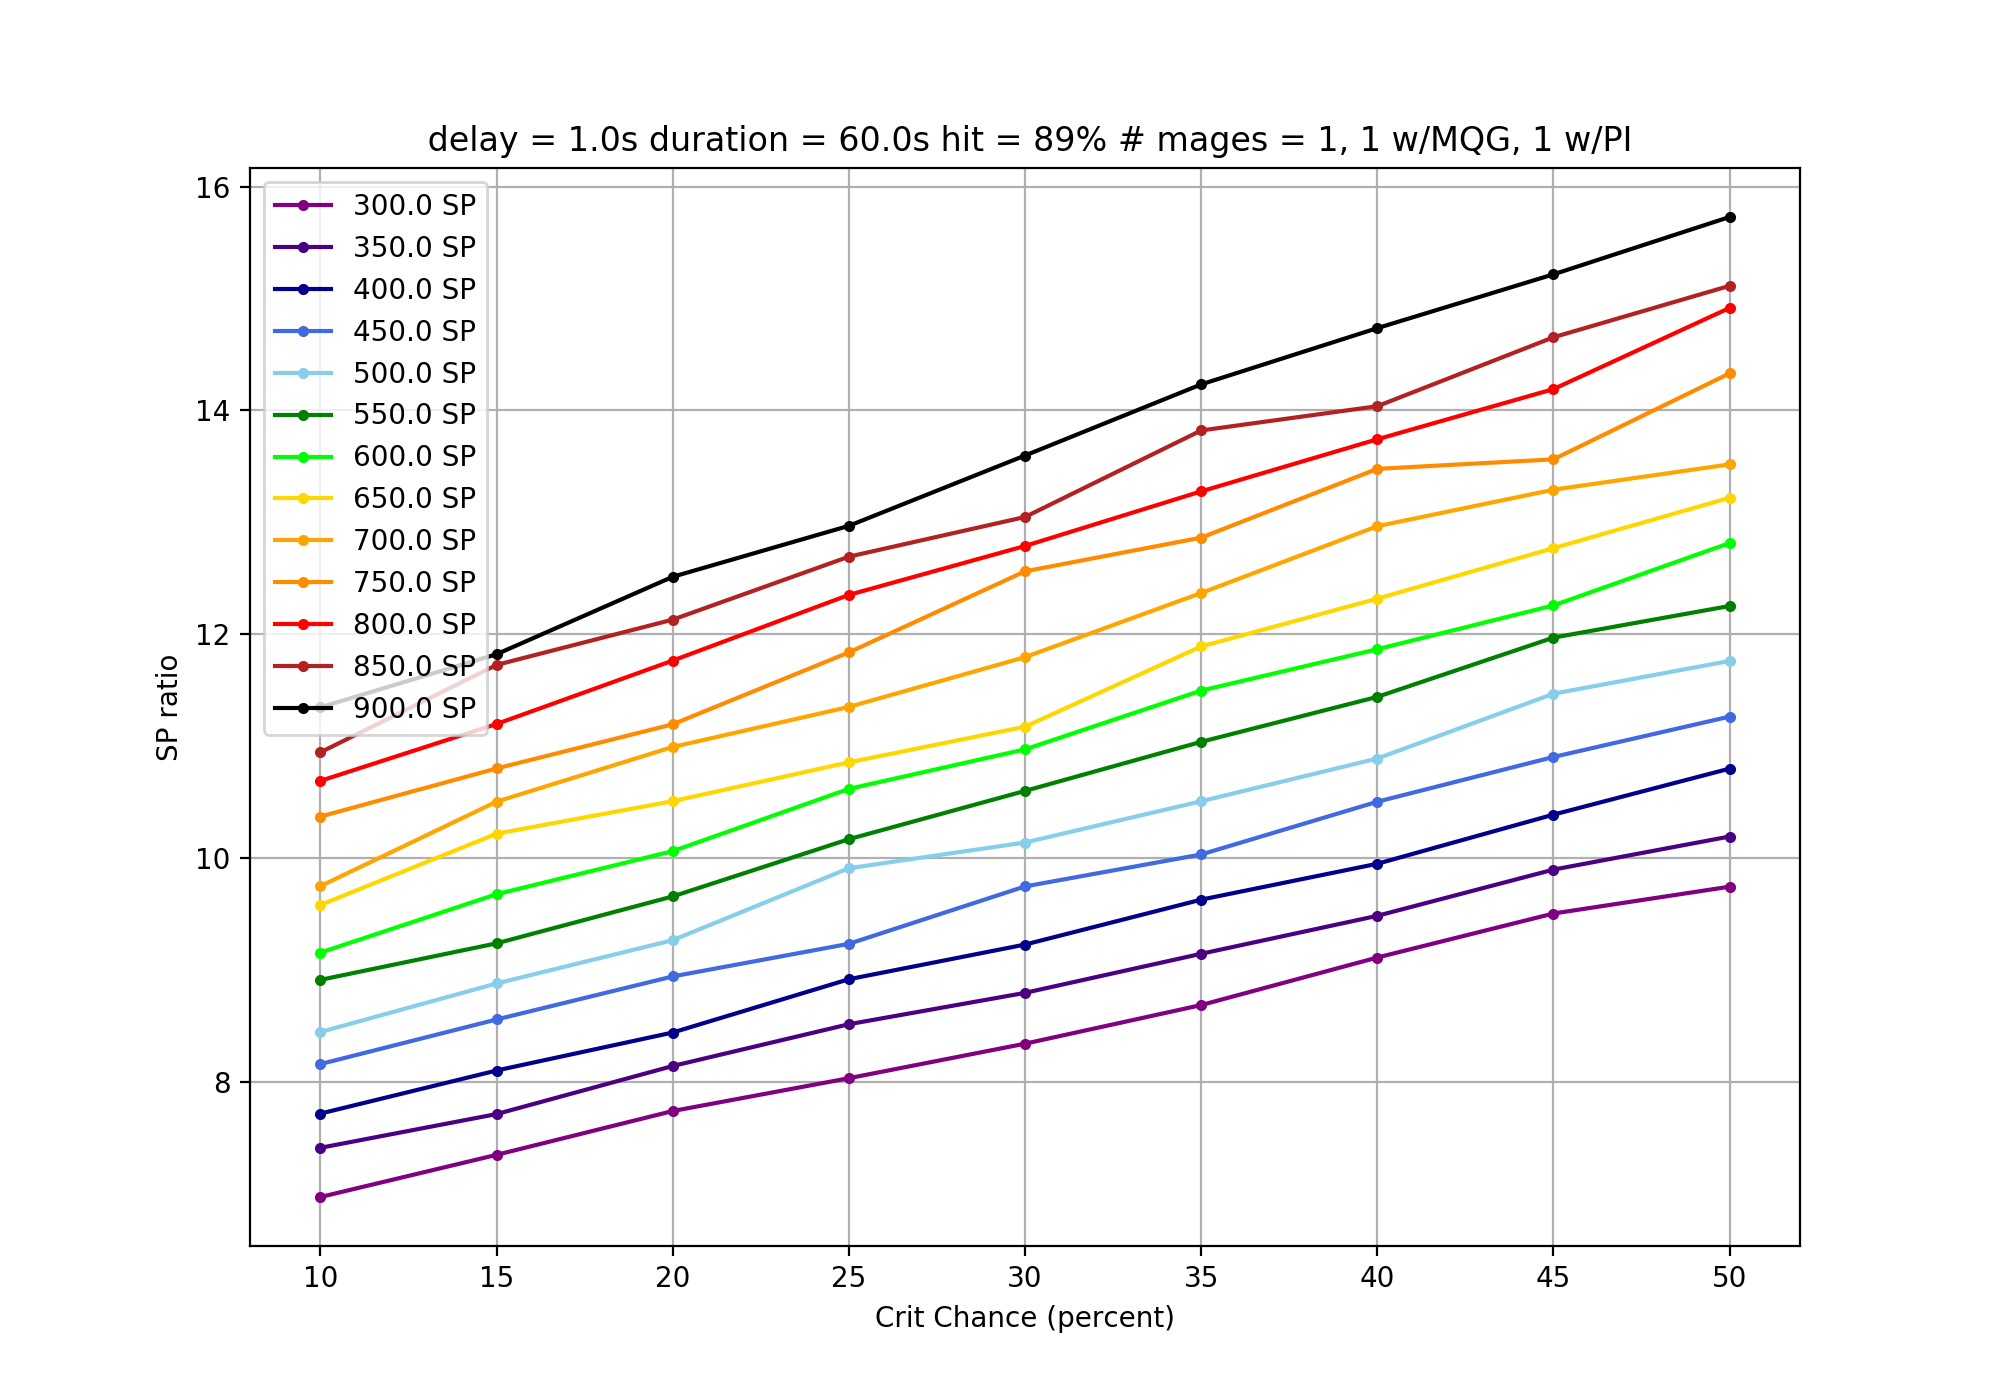 delay = 1.0s duration = 60.0s hit = 89% # mages = 1, 1 w/MQG, 1 w/PI
16
14
12
10
8
SP ratio
300.0 SP
350.0 SP
400.0 SP
450.0 SP
500.0 SP
550.0 SP
600.0 SP
650.0 SP
700.0 SP
750.0 SP
800.0 SP
850.0 SP
900.0 SP
10 15 20 25 30 35 40 45 50
Crit Chance (percent)